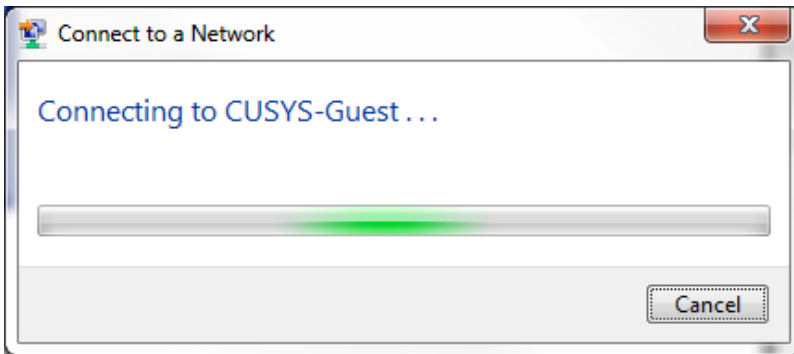 Connect to a Network
Connecting to CUSYS-Guest . . .
Cancel